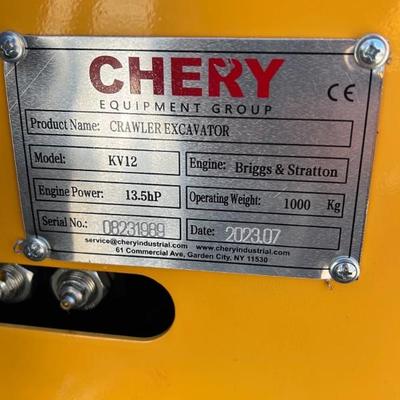 CHERY
EQUIPMENT GROUP
CE
Product Name: CRAWLER EXCAVATOR
Model: KV12 Engine: Briggs & Stratton
Engine Power: 13.5hP Operating Weight: 1000 Kg
Serial No.: 08231989 Date: 2023.07
service@cheryindustrial.com www.cheryindustrial.com
61 Commercial Ave, Garden City, NY 11530